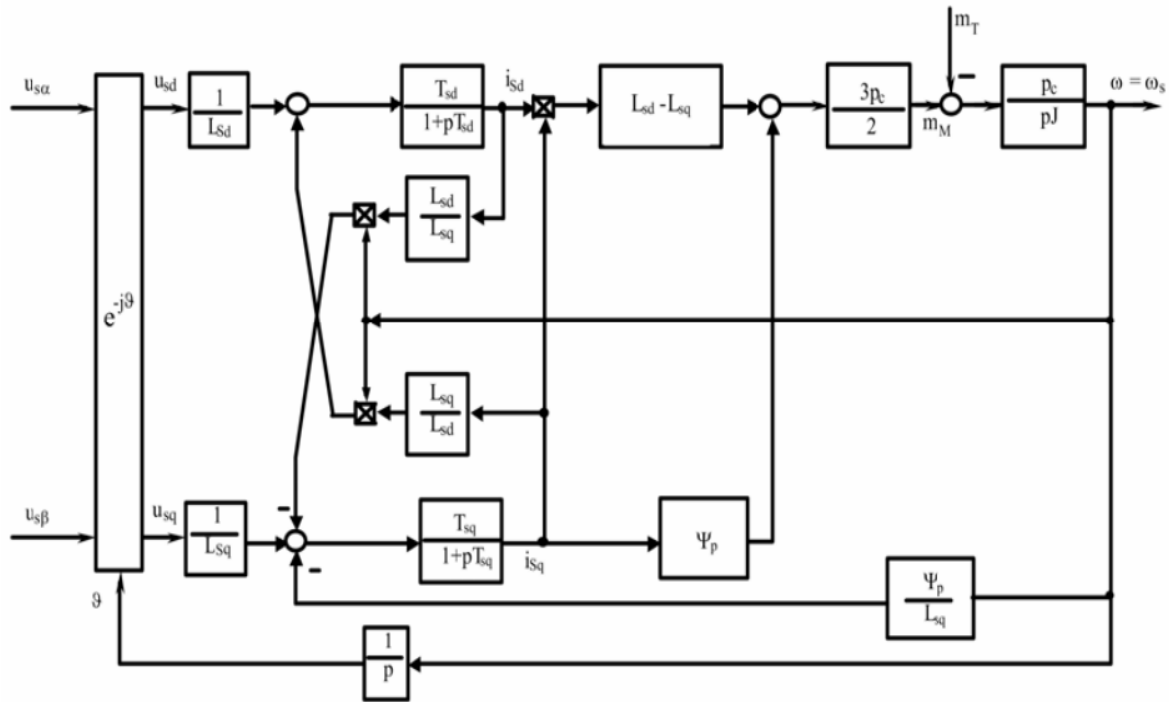 m_T
u_sα
u_sd
1
L_Sd
T_sd
1+pT_sd
i_Sd
L_sd -L_sq
3p_c
2
m_M
p_c
pJ
ω = ω_s
L_sd
L_sq
e^-jϑ
L_sq
L_sd
u_sβ
u_sq
1
L_Sq
T_sq
1+pT_sq
i_Sq
Ψ_p
Ψ_p
L_sq
ϑ
1
p